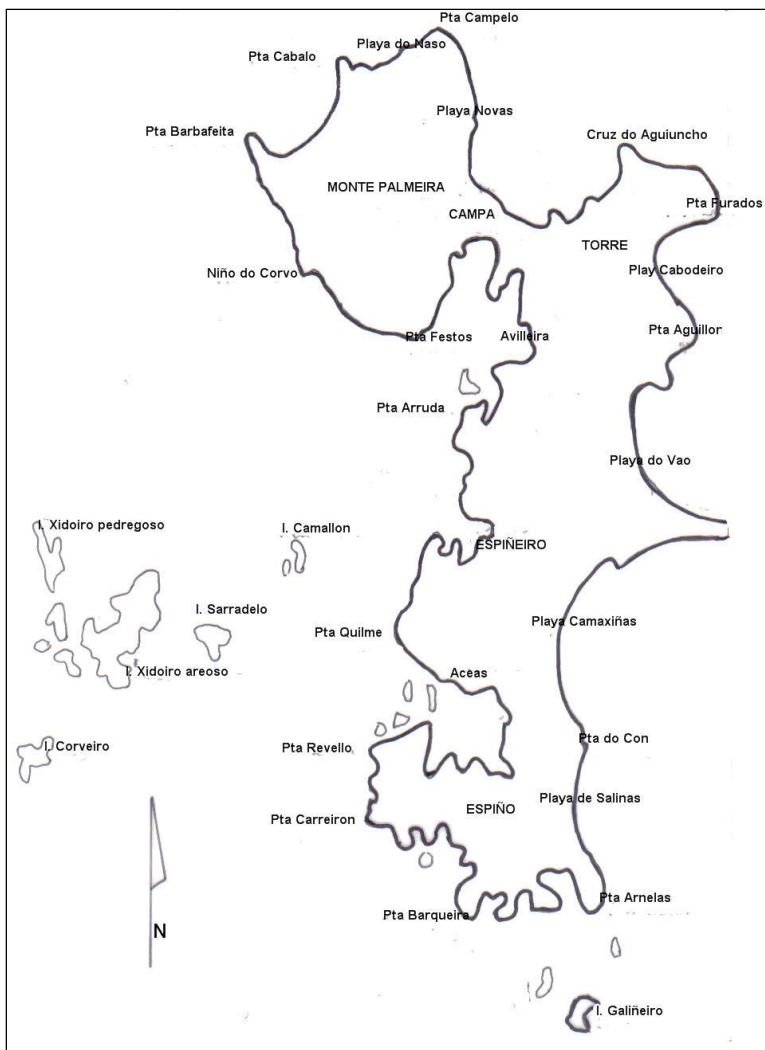 Pta Campelo
Playa do Naso
Pta Cabalo
Playa Novas
Pta Barbafeita
Cruz do Aguiuncho
MONTE PALMEIRA
Pta Furados
CAMPA
TORRE
Niño do Corvo
Play Cabodeiro
Pta Festos
Avilleira
Pta Aguillon
Pta Arruda
Playa do Vao
I. Xidoiro pedregoso
I. Camallon
ESPIÑEIRO
I. Sarradelo
Pta Quilme
Playa Camaxiñas
I. Xidoiro areoso
Aceas
I. Corveiro
Pta Revello
Pta do Con
Pta Carreiron
ESPIÑO
Playa de Salinas
Pta Barqueira
Pta Arnelas
N
I. Galiñeiro